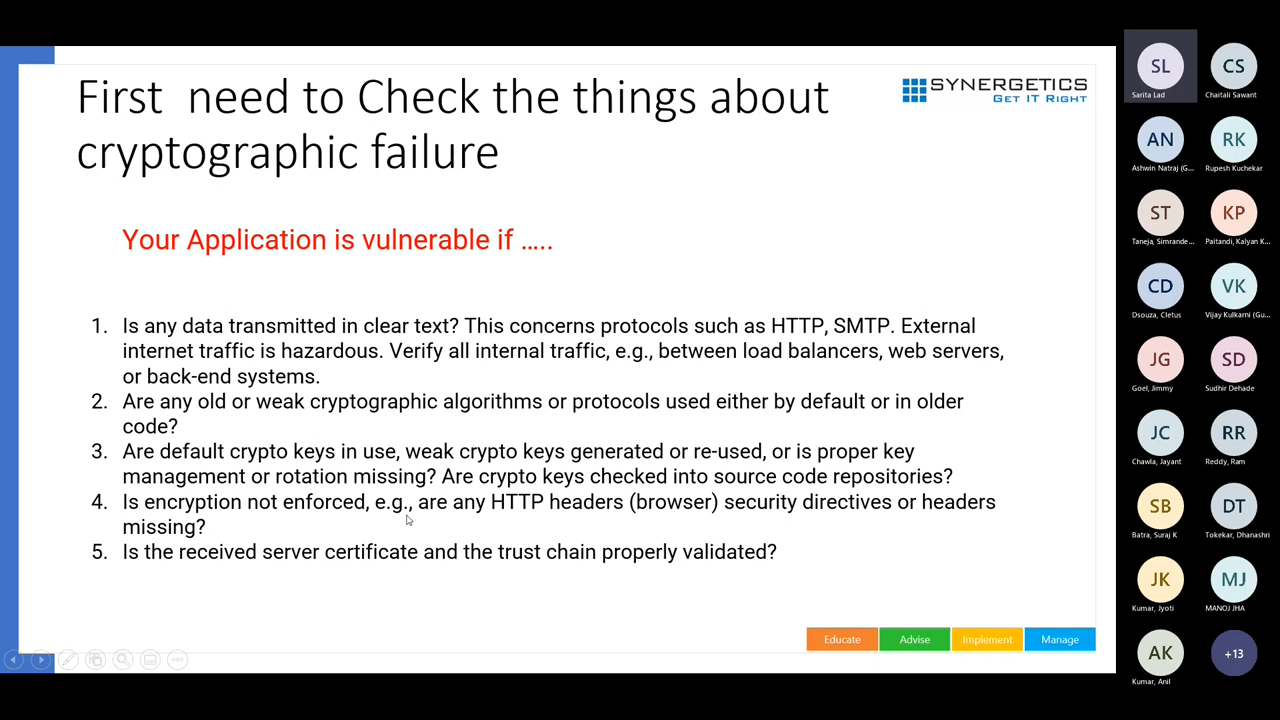 First  need to Check the things about
cryptographic failure
SYNERGETICS
GET IT RIGHT
Your Application is vulnerable if …..
1. Is any data transmitted in clear text? This concerns protocols such as HTTP, SMTP. External
internet traffic is hazardous. Verify all internal traffic, e.g., between load balancers, web servers,
or back-end systems.
2. Are any old or weak cryptographic algorithms or protocols used either by default or in older
code?
3. Are default crypto keys in use, weak crypto keys generated or re-used, or is proper key
management or rotation missing? Are crypto keys checked into source code repositories?
4. Is encryption not enforced, e.g., are any HTTP headers (browser) security directives or headers
missing?
5. Is the received server certificate and the trust chain properly validated?
Educate
Advise
Implement
Manage
SL
Sarita Lad
CS
Chaitali Sawant
AN
Ashwin Natraj (G...
RK
Rupesh Kuchekar
ST
Taneja, Simrande...
KP
Paitandi, Kalyan K...
CD
Dsouza, Cletus
VK
Vijay Kulkarni (Gu...
JG
Goel, Jimmy
SD
Sudhir Dehade
JC
Chawla, Jayant
RR
Reddy, Ram
SB
Batra, Suraj K
DT
Tokekar, Dhanashri
JK
Kumar, Jyoti
MJ
MANOJ JHA
AK
Kumar, Anil
+13